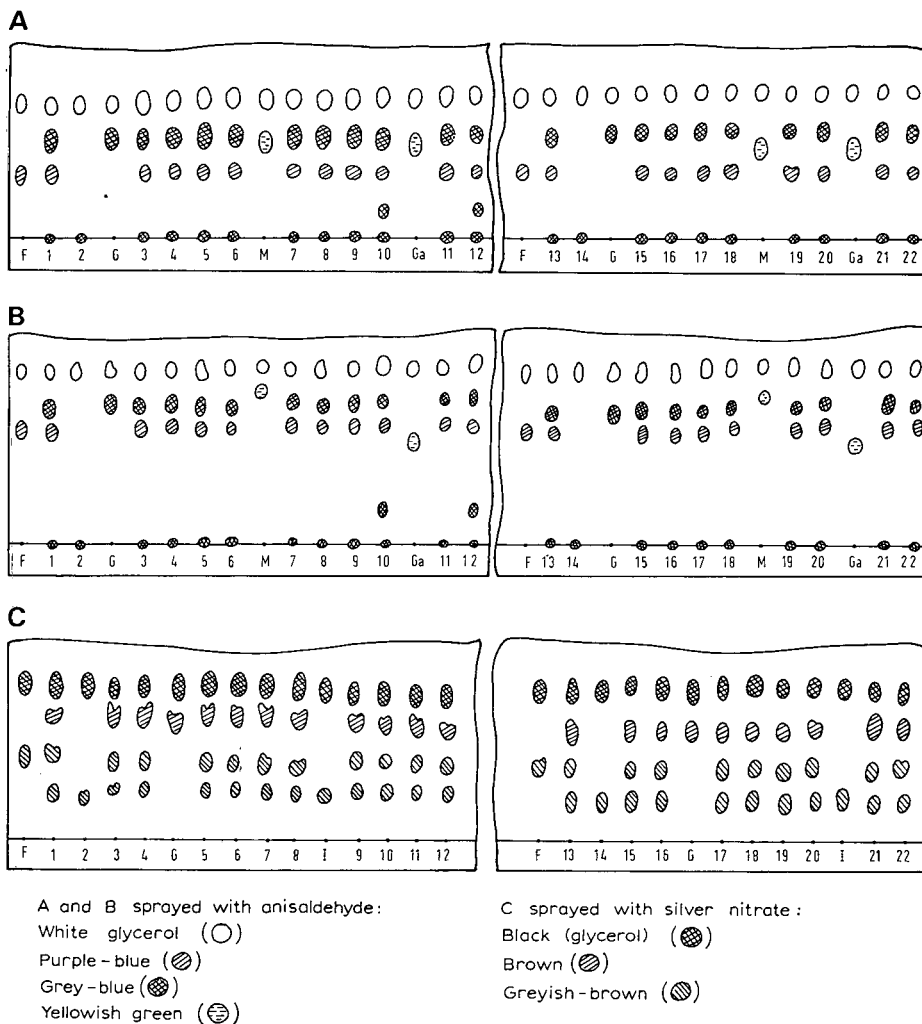 A
F 1 2 G 3 4 5 6 M 7 8 9 10 Ga 11 12 F 13 14 G 15 16 17 18 M 19 20 Ga 21 22
B
F 1 2 G 3 4 5 6 M 7 8 9 10 Ga 11 12 F 13 14 G 15 16 17 18 M 19 20 Ga 21 22
C
F 1 2 3 4 G 5 6 7 8 I 9 10 11 12 F 13 14 15 16 G 17 18 19 20 I 21 22
A and B sprayed with anisaldehyde:
White glycerol ( )
Purple-blue ( )
Grey-blue ( )
Yellowish green ( )
C sprayed with silver nitrate:
Black (glycerol) ( )
Brown ( )
Greyish-brown ( )